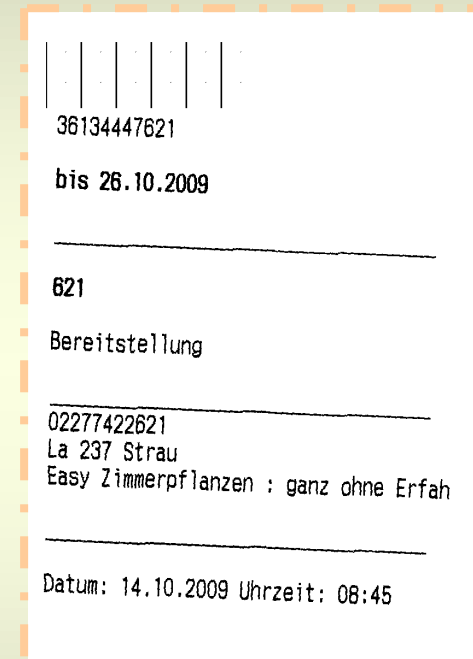 36134447621
bis 26.10.2009
621
Bereitstellung
02277422621
La 237 Strau
Easy Zimmerpflanzen : ganz ohne Erfah
Datum: 14.10.2009 Uhrzeit: 08:45